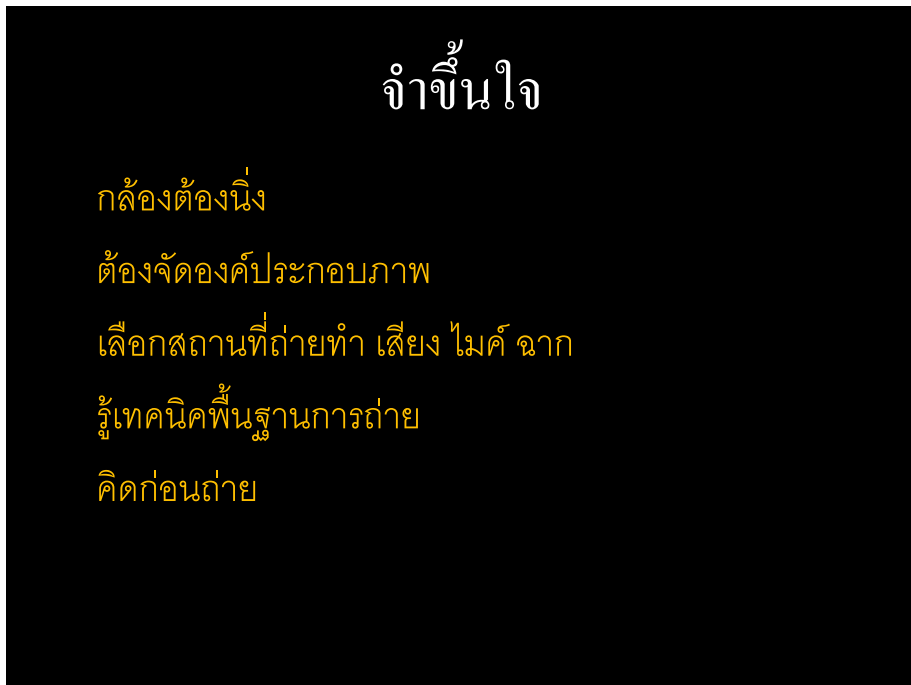 จำขึ้นใจ
กล้องต้องนิ่ง
ต้องจัดองค์ประกอบภาพ
เลือกสถานที่ถ่ายทำ เสียง ไมค์ ฉาก
รู้เทคนิคพื้นฐานการถ่าย
คิดก่อนถ่าย